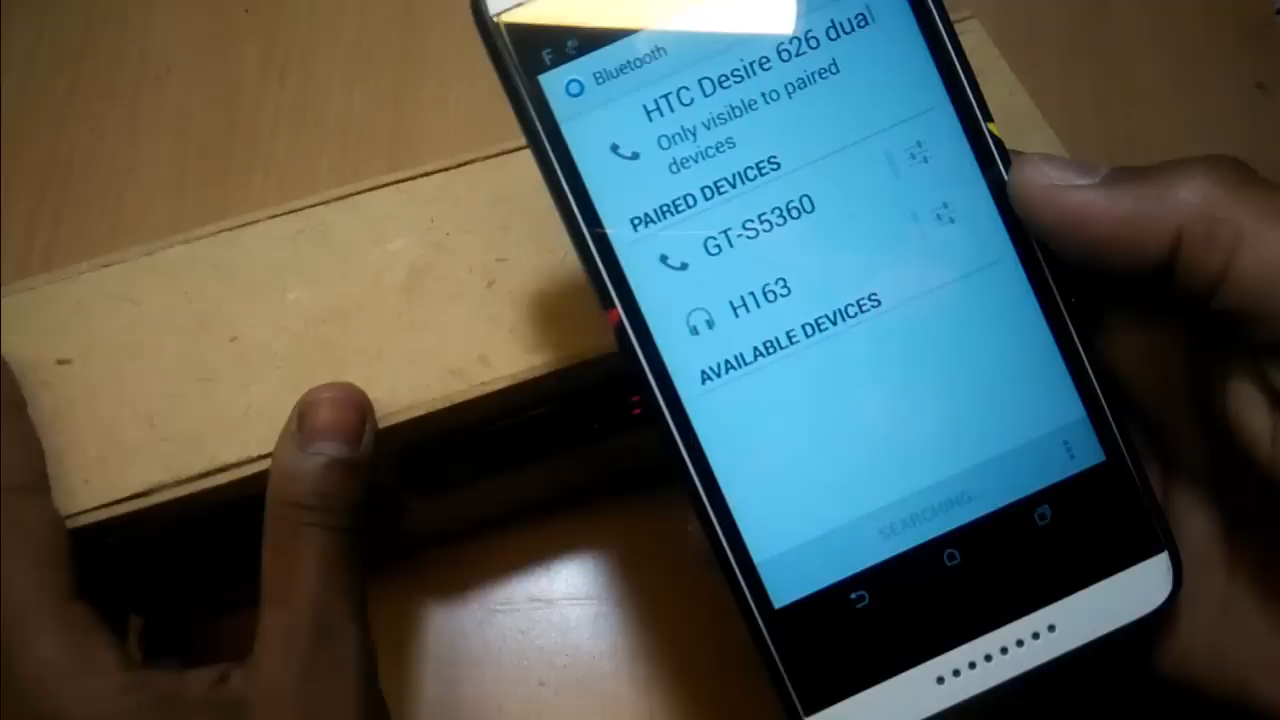 Bluetooth
HTC Desire 626 dual
Only visible to paired
devices
PAIRED DEVICES
GT-S5360
H163
AVAILABLE DEVICES
SEARCHING